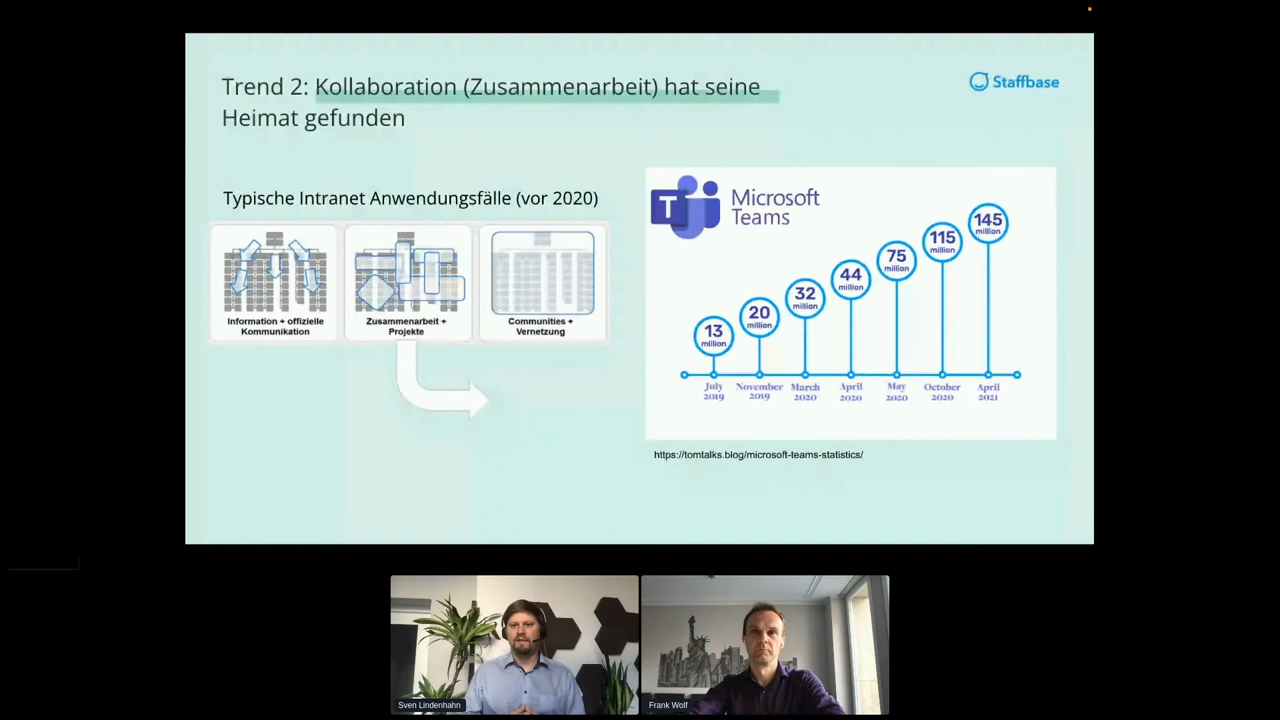 Trend 2: Kollaboration (Zusammenarbeit) hat seine
Heimat gefunden
Staffbase
Typische Intranet Anwendungsfälle (vor 2020)
Information + offizielle
Kommunikation
Zusammenarbeit +
Projekte
Communities +
Vernetzung
T
Microsoft
Teams
13
million
20
million
32
million
44
million
75
million
115
million
145
million
July
2019
November
2019
March
2020
April
2020
May
2020
October
2020
April
2021
https://tomtalks.blog/microsoft-teams-statistics/
Sven Lindenhahn
Frank Wolf